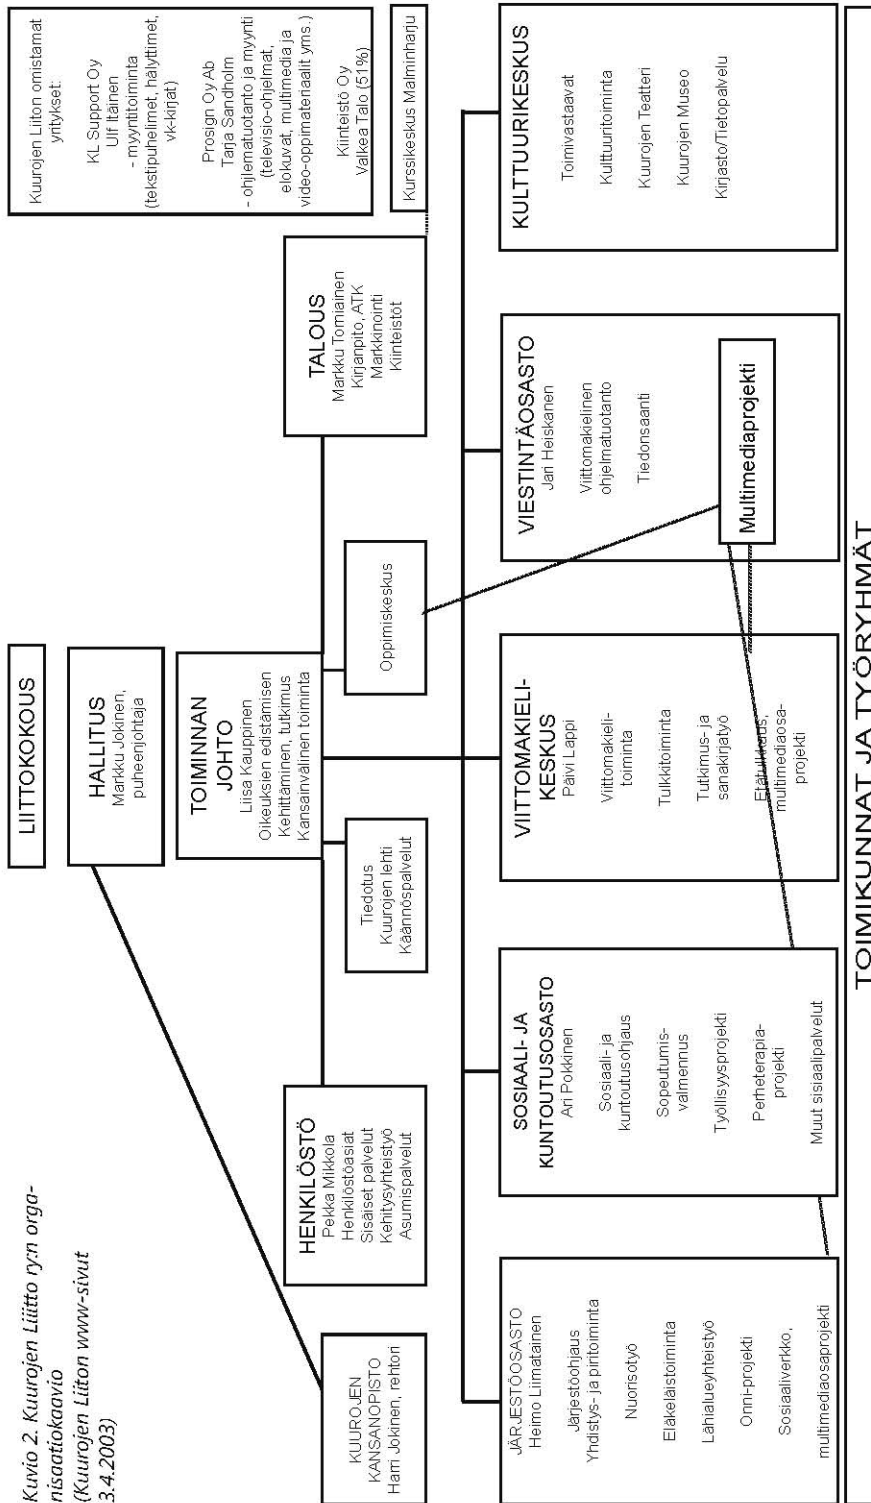 Kuvio 2. Kuurojen Liiitto ry:n orga-
nisaatiokaavio
(Kuurojen Liiton www-sivut
3.4.2003)
LIITTOKOKOUS
HALLITUS
Markku Jokinen,
puheenjohtaja
TOIMINNAN
JOHTO
Liisa Kauppinen
Oikeuksien edistämisen
Kehittäminen, tutkimus
Kansainvälinen toiminta
Kuurojen Liiton omistamat
yritykset:
KL Support Oy
Ulf Itäinen
- myyntitoiminta
(tekstipuhelimet, hälyttimet,
vk-kirjat)
Prosign Oy Ab
Tarja Sandholm
- ohjlematuotanto ja myynti
(televisio-ohjelmat,
elokuvat, multimedia ja
video-oppimateriaalit yms.)
Kiinteistö Oy
Valkea Talo (51%)
Kurssikeskus Malminharju
KUUROJEN
KANSANOPISTO
Harri Jokinen, rehtori
HENKILÖSTÖ
Pekka Mikkola
Henkilöstöasiat
Sisäiset palvelut
Kehitysyhteistyö
Asumispalvelut
Tiedotus
Kuurojen lehti
Käännöspalvelut
Oppimiskeskus
TALOUS
Markku Tomiainen
Kirjanpito, ATK
Markkinointi
Kiinteistöt
JÄRJESTÖOSASTO
Heimo Liimatainen
Järjestöohjaus
Yhdistys- ja piiritoiminta
Nuorisotyö
Eläkeläistoiminta
Lähialueyhteistyö
Onni-projekti
Sosiaaliverkko,
multimediaosaprojekti
SOSIAALI- JA
KUNTOUTUSOSASTO
Ari Pokkinen
Sosiaali- ja
kuntoutusohjaus
Sopeutumis-
valmennus
Työllisyysprojekti
Perheterapia-
projekti
Muut sisiaalipalvelut
VIITTOMAKIELI-
KESKUS
Päivi Lappi
Viittomakieli-
toiminta
Tulkkitoiminta
Tutkimus- ja
sanakirjatyö
Etätulkkaus,
multimediaosa-
projekti
VIESTINTÄOSASTO
Jari Heiskanen
Viittomakielinen
ohjelmatuotanto
Tiedonsaanti
Multimediaprojekti
KULTTUURIKESKUS
Toimivastaavat
Kulttuuritoiminta
Kuurojen Teatteri
Kuurojen Museo
Kirjasto/Tietopalvelu
TOIMIKUNNAT JA TYÖRYHMÄT